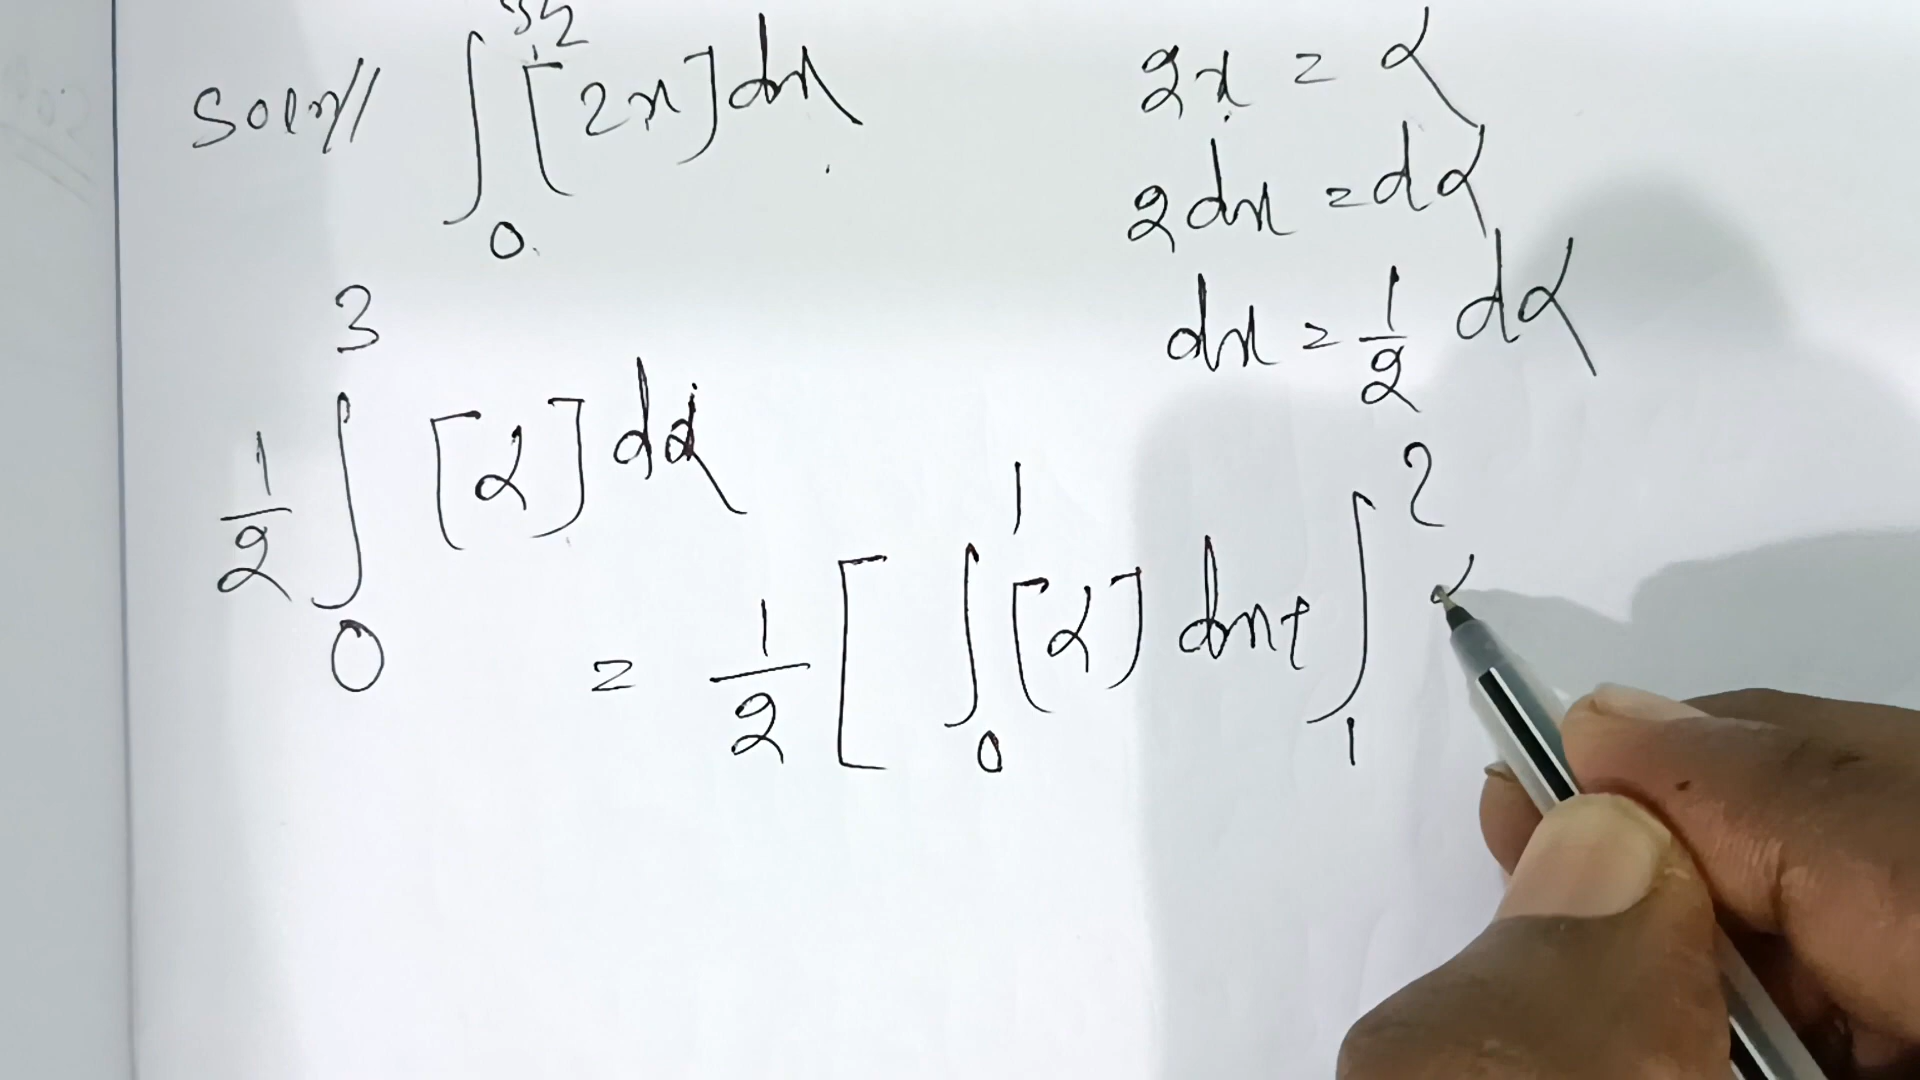 Soln// ∫₀^{3/2} [2x] dx
2x = α
2dx = dα
dx = 1/2 dα
1/2 ∫₀³ [α] dα
= 1/2 [ ∫₀¹ [α] dx + ∫₁² α